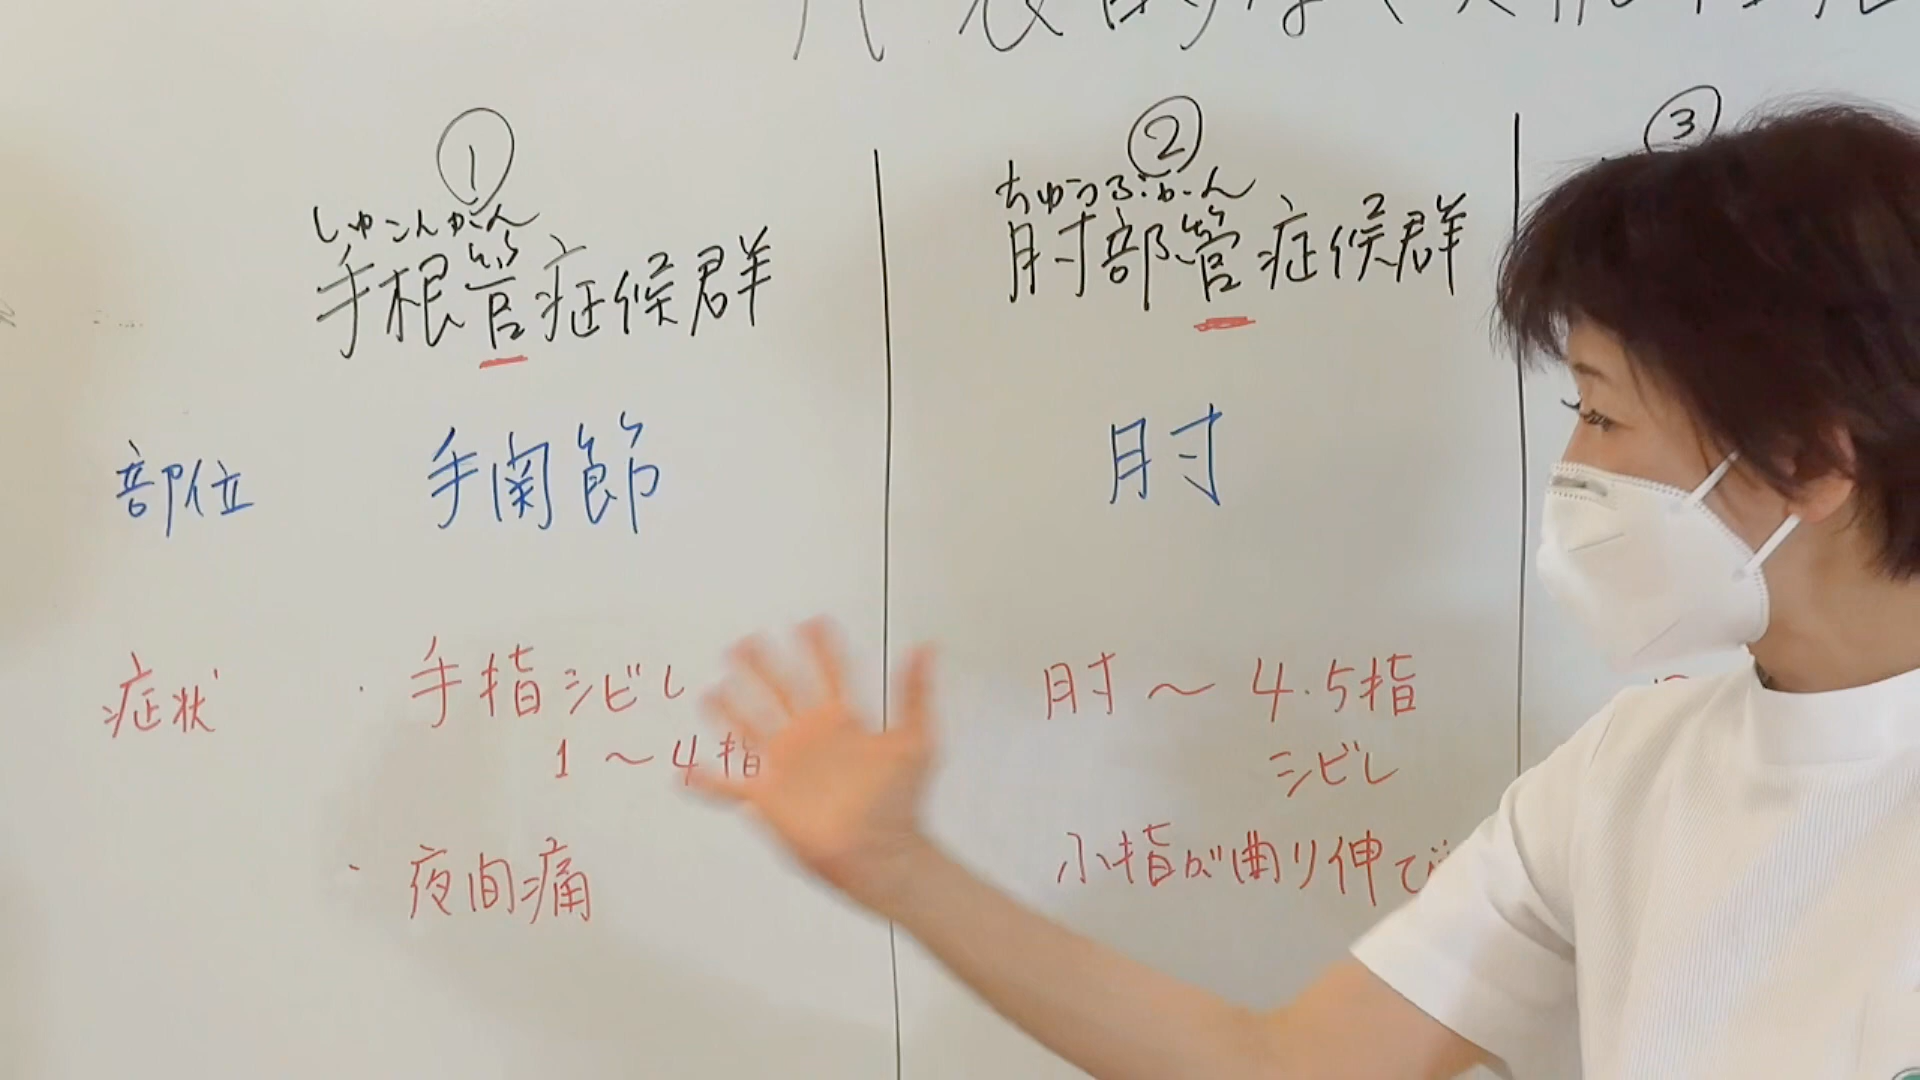 ①
しゅこんかん
手根管症候群
②
ちゅうぶかん
肘部管症候群
③
部位
手関節
肘
症状
・手指シビレ
1〜4指
・夜間痛
肘〜4.5指
シビレ
小指が曲り伸び